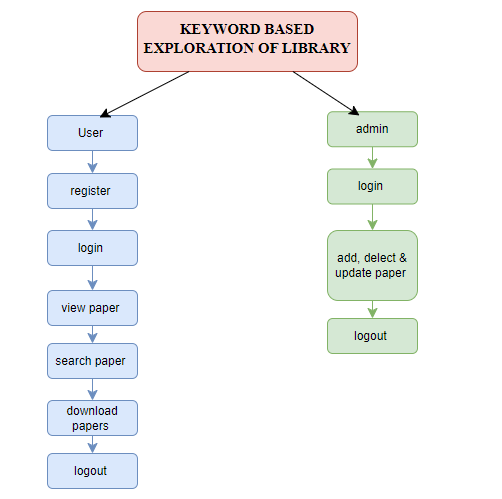 KEYWORD BASED
EXPLORATION OF LIBRARY
User
register
login
view paper
search paper
download
papers
logout
admin
login
add, delect &
update paper
logout